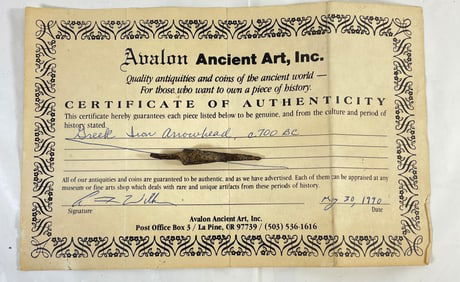 Avalon Ancient Art, Inc.
Quality antiquities and coins of the ancient world —
For those who want to own a piece of history.
CERTIFICATE OF AUTHENTICITY
This certificate hereby guarantees each piece listed below to be genuine, and from the culture and period of
history stated.
Greek Iron Arrowhead, 0.700 BC
All of our antiquities and coins are guaranteed to be authentic, and as we have advertised. Each of them can be appraised at any
museum or fine arts shop which deals with rare and unique artifacts from these periods of history.
30, 1990
Signature
Date
Avalon Ancient Art, Inc.
Post Office Box 3 / La Pine, OR 97739 / (503) 536-1616